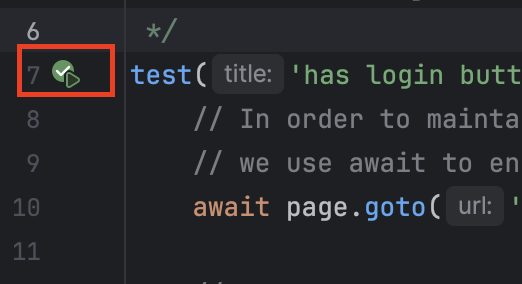 6 */
7 test( title: 'has login butt
8 // In order to mainta
9 // we use await to en
10 await page.goto( url: '
11